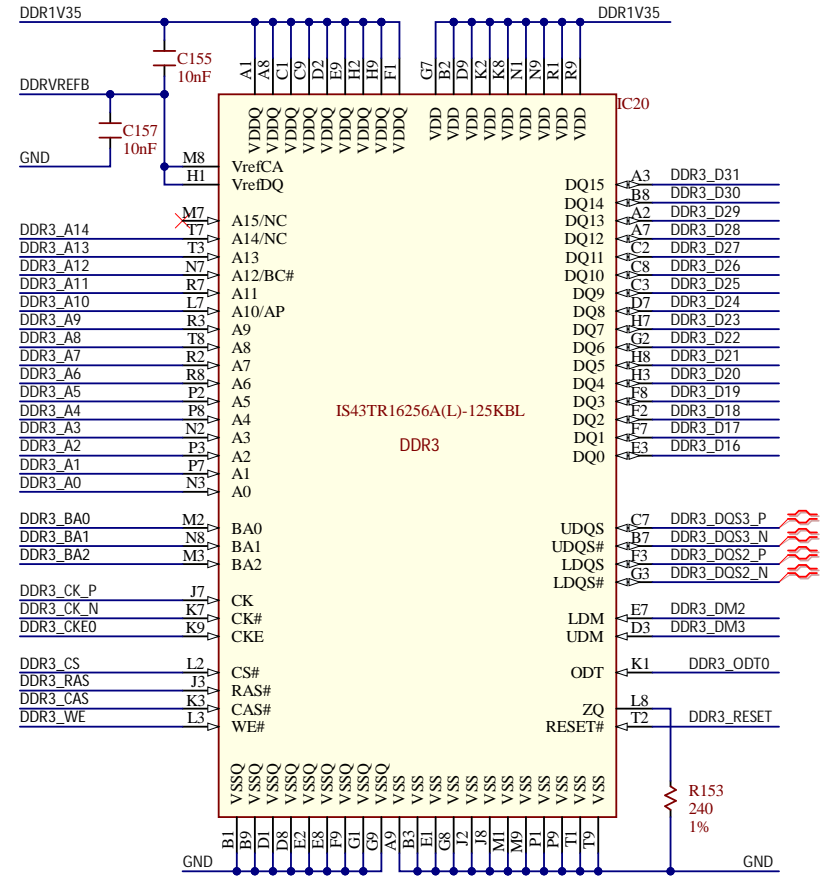 DDR1V35 DDR1V35
C155
10nF
DDRVREFB
C157
10nF
GND
A1 A8 C1 C9 D2 E9 H2 H9 F1 G7 B2 D9 K2 K8 N1 N9 R1 R9
IC20
VDDQ VDDQ VDDQ VDDQ VDDQ VDDQ VDDQ VDDQ VDDQ VDD VDD VDD VDD VDD VDD VDD VDD VDD
M8 VrefCA
H1 VrefDQ
DQ15 A3 DDR3_D31
DQ14 B8 DDR3_D30
M7 A15/NC DQ13 A2 DDR3_D29
DDR3_A14 T7 A14/NC DQ12 A7 DDR3_D28
DDR3_A13 T3 A13 DQ11 C2 DDR3_D27
DDR3_A12 N7 A12/BC# DQ10 C8 DDR3_D26
DDR3_A11 R7 A11 DQ9 C3 DDR3_D25
DDR3_A10 L7 A10/AP DQ8 D7 DDR3_D24
DDR3_A9 R3 A9 DQ7 H7 DDR3_D23
DDR3_A8 T8 A8 DQ6 G2 DDR3_D22
DDR3_A7 R2 A7 DQ5 H8 DDR3_D21
DDR3_A6 R8 A6 DQ4 H3 DDR3_D20
DDR3_A5 P2 A5 DQ3 F8 DDR3_D19
DDR3_A4 P8 A4 DQ2 F2 DDR3_D18
DDR3_A3 N2 A3 DQ1 F7 DDR3_D17
DDR3_A2 P3 A2 DQ0 E3 DDR3_D16
DDR3_A1 P7 A1
DDR3_A0 N3 A0
IS43TR16256A(L)-125KBL
DDR3
DDR3_BA0 M2 BA0 UDQS C7 DDR3_DQS3_P
DDR3_BA1 N8 BA1 UDQS# B7 DDR3_DQS3_N
DDR3_BA2 M3 BA2 LDQS F3 DDR3_DQS2_P
LDQS# G3 DDR3_DQS2_N
DDR3_CK_P J7 CK
DDR3_CK_N K7 CK# LDM E7 DDR3_DM2
DDR3_CKE0 K9 CKE UDM D3 DDR3_DM3
DDR3_CS L2 CS# ODT K1 DDR3_ODT0
DDR3_RAS J3 RAS#
DDR3_CAS K3 CAS# ZQ L8
DDR3_WE L3 WE# RESET# T2 DDR3_RESET
VSSQ VSSQ VSSQ VSSQ VSSQ VSSQ VSSQ VSSQ VSSQ VSS VSS VSS VSS VSS VSS VSS VSS VSS VSS VSS VSS
R153
240
1%
B1 B9 D1 D8 E2 E8 F9 G1 G9 A9 B3 E1 G8 J2 J8 M1 M9 P1 P9 T1 T9
GND GND